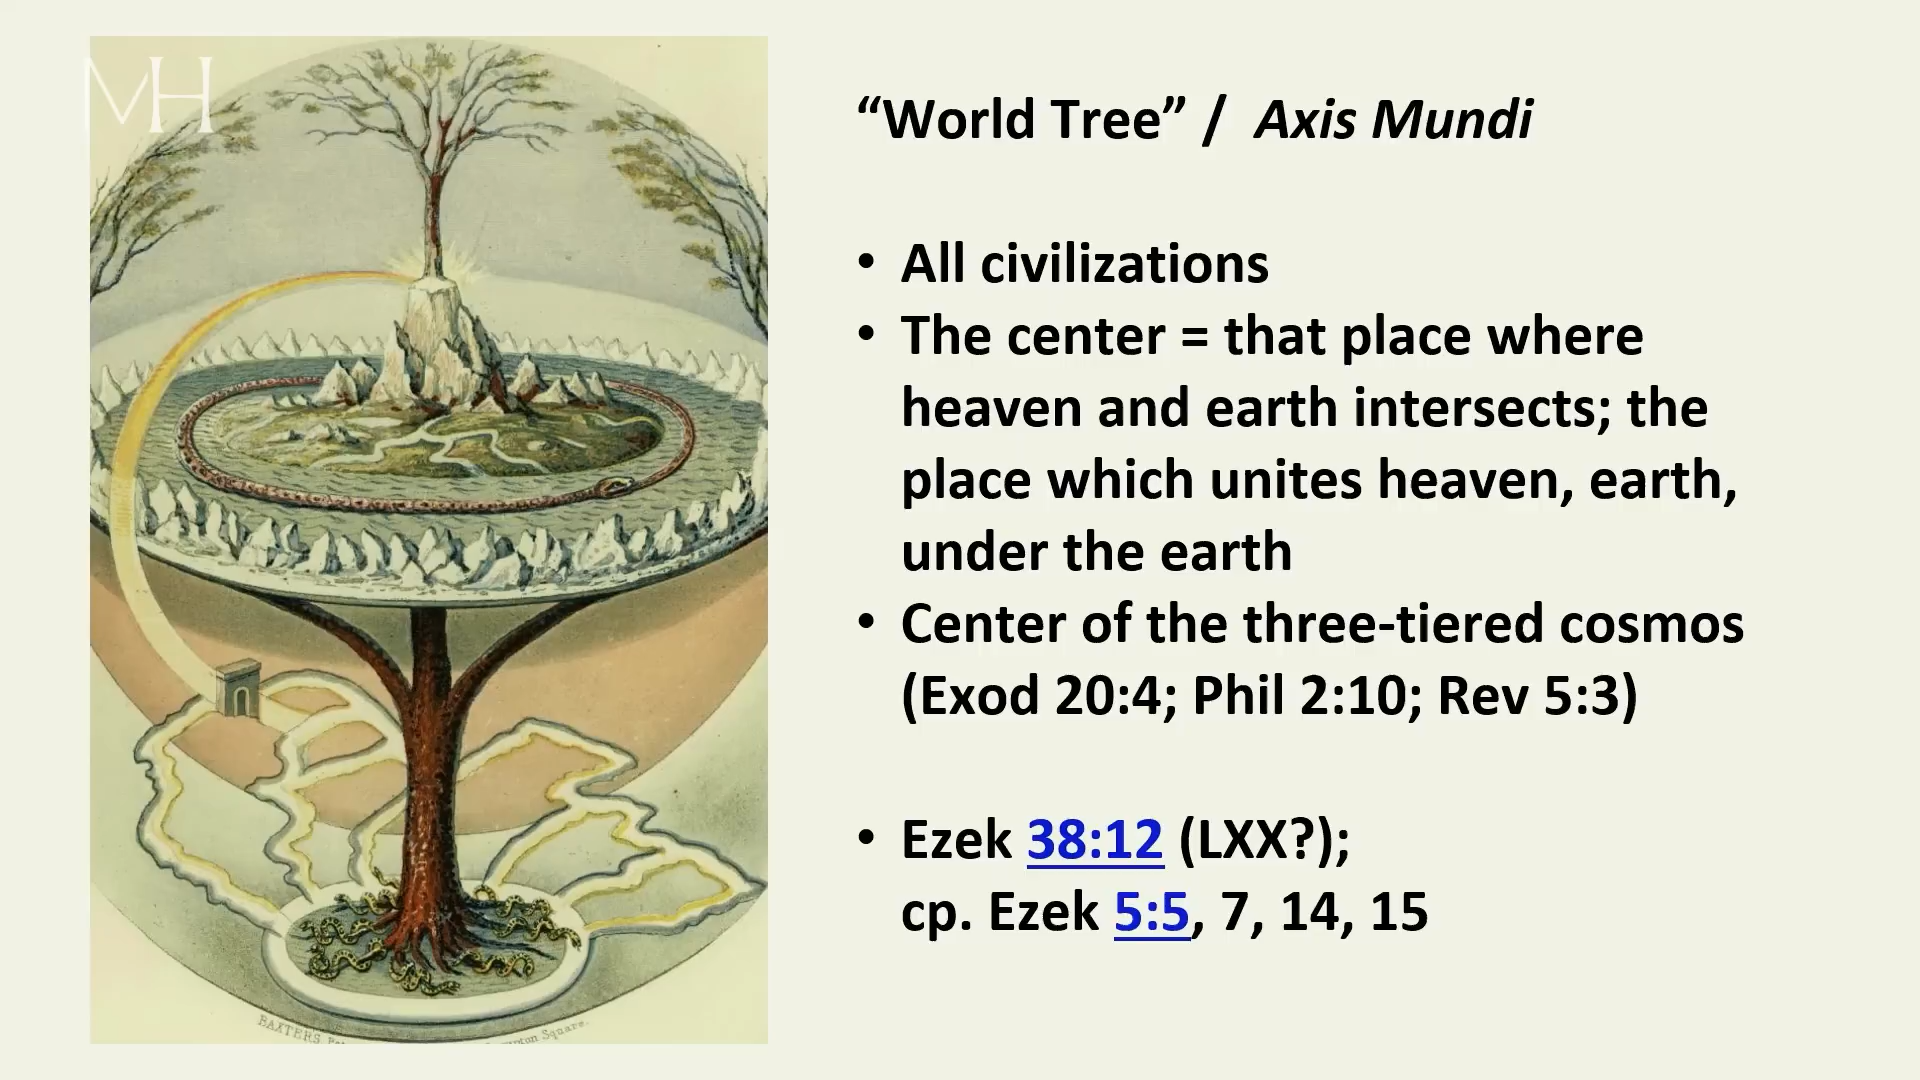 MH
“World Tree” / Axis Mundi
• All civilizations
• The center = that place where
heaven and earth intersects; the
place which unites heaven, earth,
under the earth
• Center of the three-tiered cosmos
(Exod 20:4; Phil 2:10; Rev 5:3)
• Ezek 38:12 (LXX?);
cp. Ezek 5:5, 7, 14, 15
BAXTERS
Square.